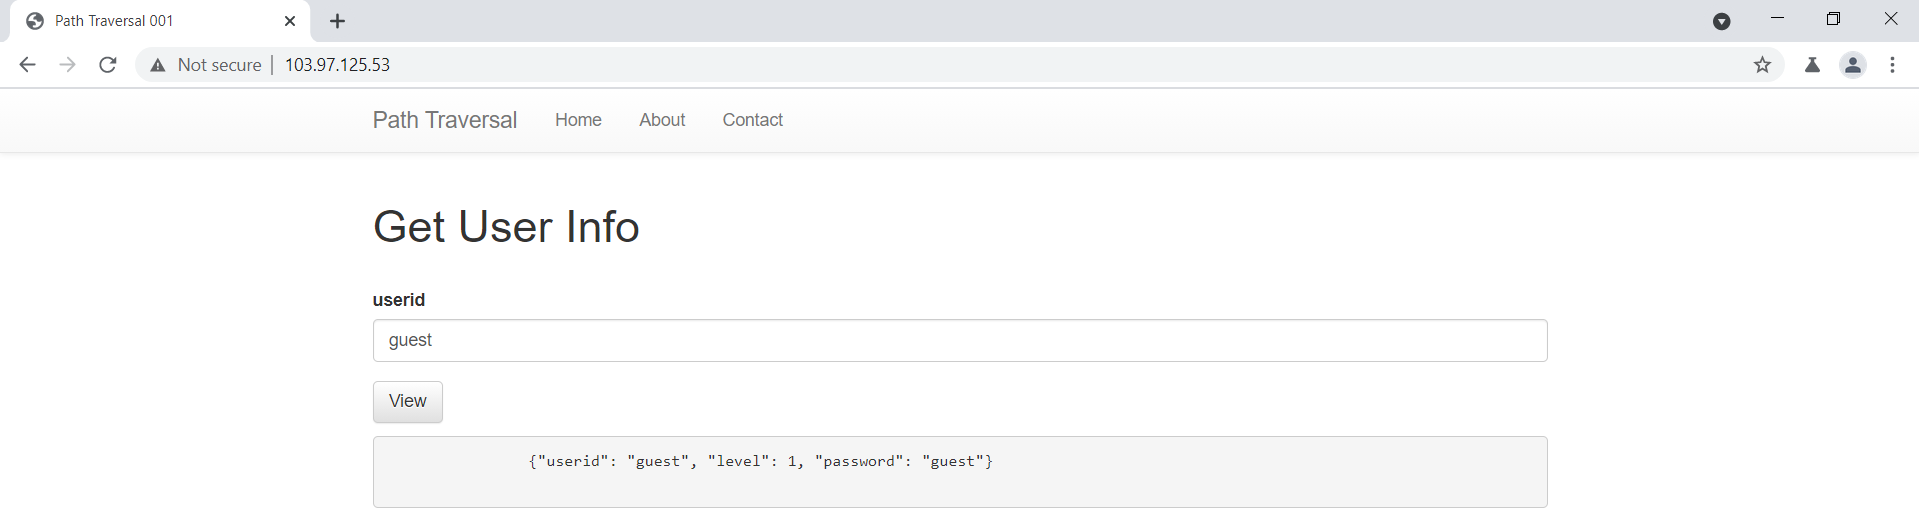 Path Traversal 001
Not secure 103.97.125.53
Path Traversal Home About Contact
Get User Info
userid
guest
View
{"userid": "guest", "level": 1, "password": "guest"}